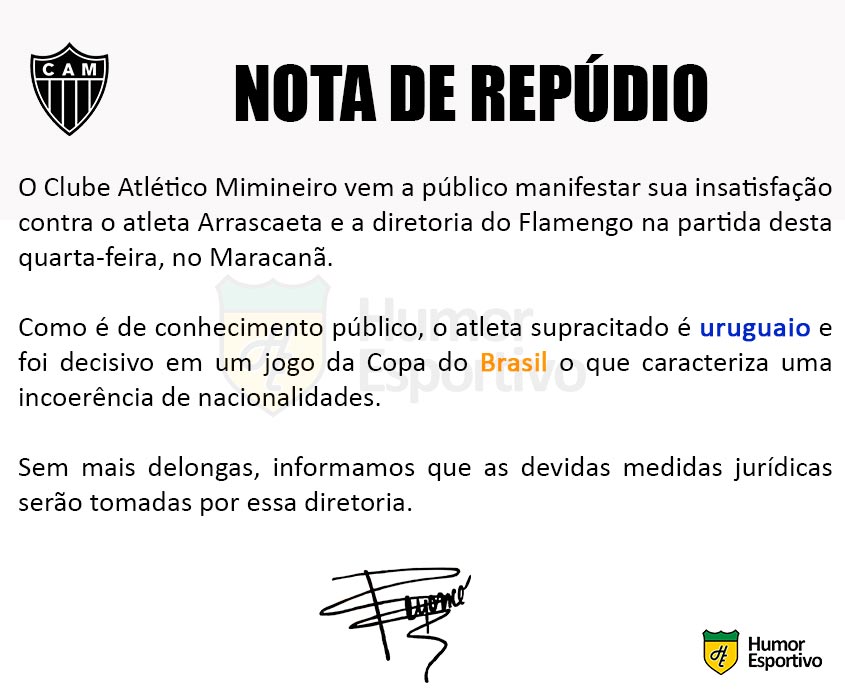 CAM
NOTA DE REPÚDIO
O Clube Atlético Mimineiro vem a público manifestar sua insatisfação
contra o atleta Arrascaeta e a diretoria do Flamengo na partida desta
quarta-feira, no Maracanã.
Como é de conhecimento público, o atleta supracitado é uruguaio e
foi decisivo em um jogo da Copa do Brasil o que caracteriza uma
incoerência de nacionalidades.
Sem mais delongas, informamos que as devidas medidas jurídicas
serão tomadas por essa diretoria.
Humor
Esportivo
HE
Humor
Esportivo